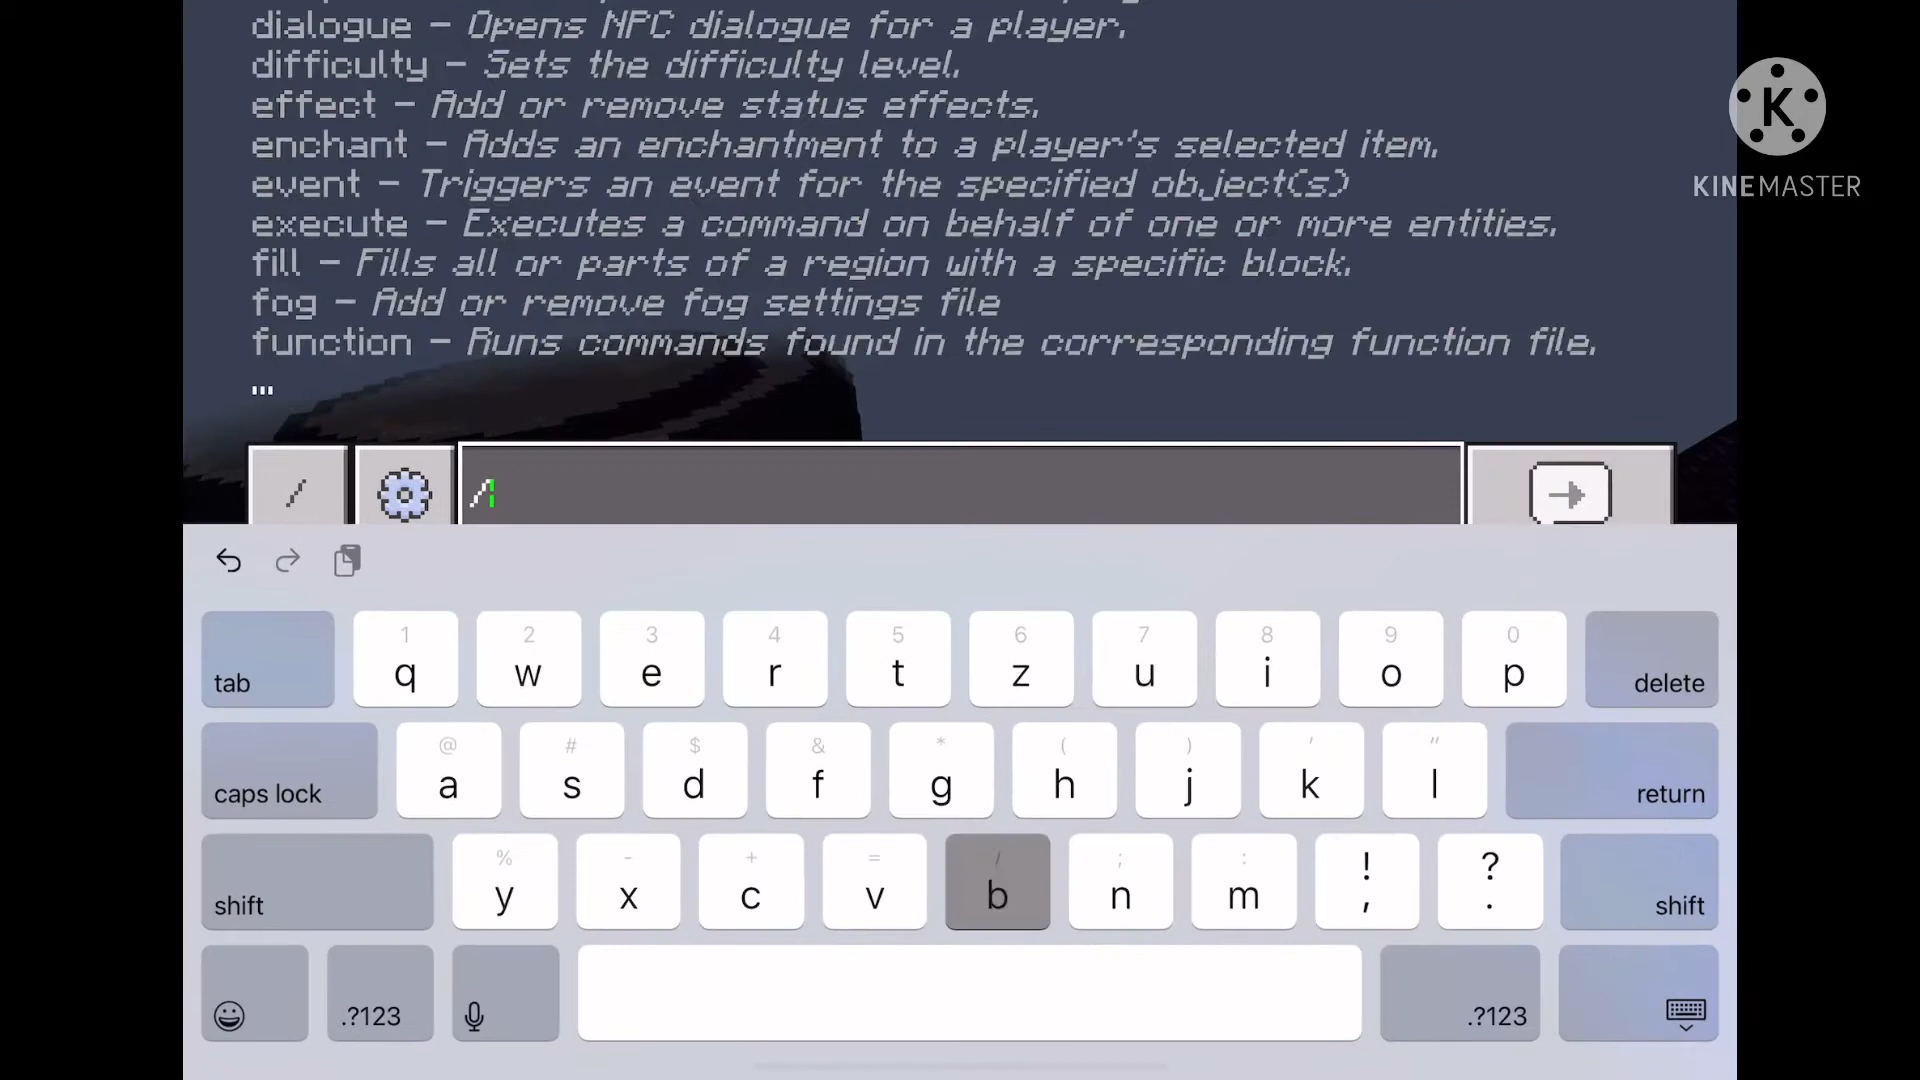 dialogue - Opens NPC dialogue for a player.
difficulty - Sets the difficulty level.
effect - Add or remove status effects.
enchant - Adds an enchantment to a player's selected item.
event - Triggers an event for the specified object(s)
execute - Executes a command on behalf of one or more entities.
fill - Fills all or parts of a region with a specific block.
fog - Add or remove fog settings file
function - Runs commands found in the corresponding function file.
...
K
KINEMASTER
/
/
1 2 3 4 5 6 7 8 9 0
tab q w e r t z u i o p delete
@ # $ & * ( ) ' "
caps lock a s d f g h j k l return
% - + = / ; : ! ?
shift y x c v b n m , . shift
.?123 .?123